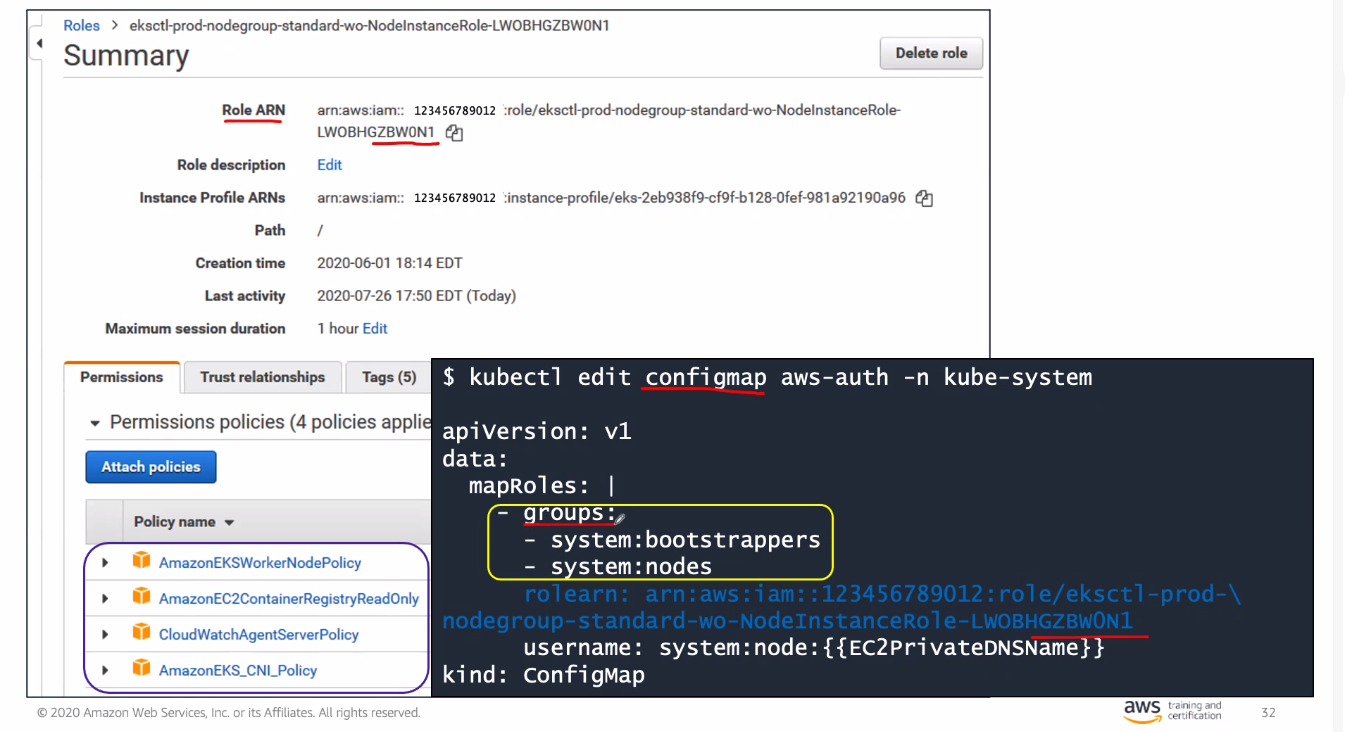 Roles > eksctl-prod-nodegroup-standard-wo-NodeInstanceRole-LWOBHGZBW0N1
Summary
Delete role
Role ARN arn:aws:iam:: 123456789012 :role/eksctl-prod-nodegroup-standard-wo-NodeInstanceRole-
LWOBHGZBW0N1
Role description Edit
Instance Profile ARNs arn:aws:iam:: 123456789012 :instance-profile/eks-2eb938f9-cf9f-b128-0fef-981a92190a96
Path /
Creation time 2020-06-01 18:14 EDT
Last activity 2020-07-26 17:50 EDT (Today)
Maximum session duration 1 hour Edit
Permissions Trust relationships Tags (5)
Permissions policies (4 policies applie
Attach policies
Policy name
AmazonEKSWorkerNodePolicy
AmazonEC2ContainerRegistryReadOnly
CloudWatchAgentServerPolicy
AmazonEKS_CNI_Policy
$ kubectl edit configmap aws-auth -n kube-system
apiVersion: v1
data:
mapRoles: |
- groups:
- system:bootstrappers
- system:nodes
rolearn: arn:aws:iam::123456789012:role/eksctl-prod-\
nodegroup-standard-wo-NodeInstanceRole-LWOBHGZBW0N1
username: system:node:{{EC2PrivateDNSName}}
kind: ConfigMap
© 2020 Amazon Web Services, Inc. or its Affiliates. All rights reserved.
aws training and
certification
32